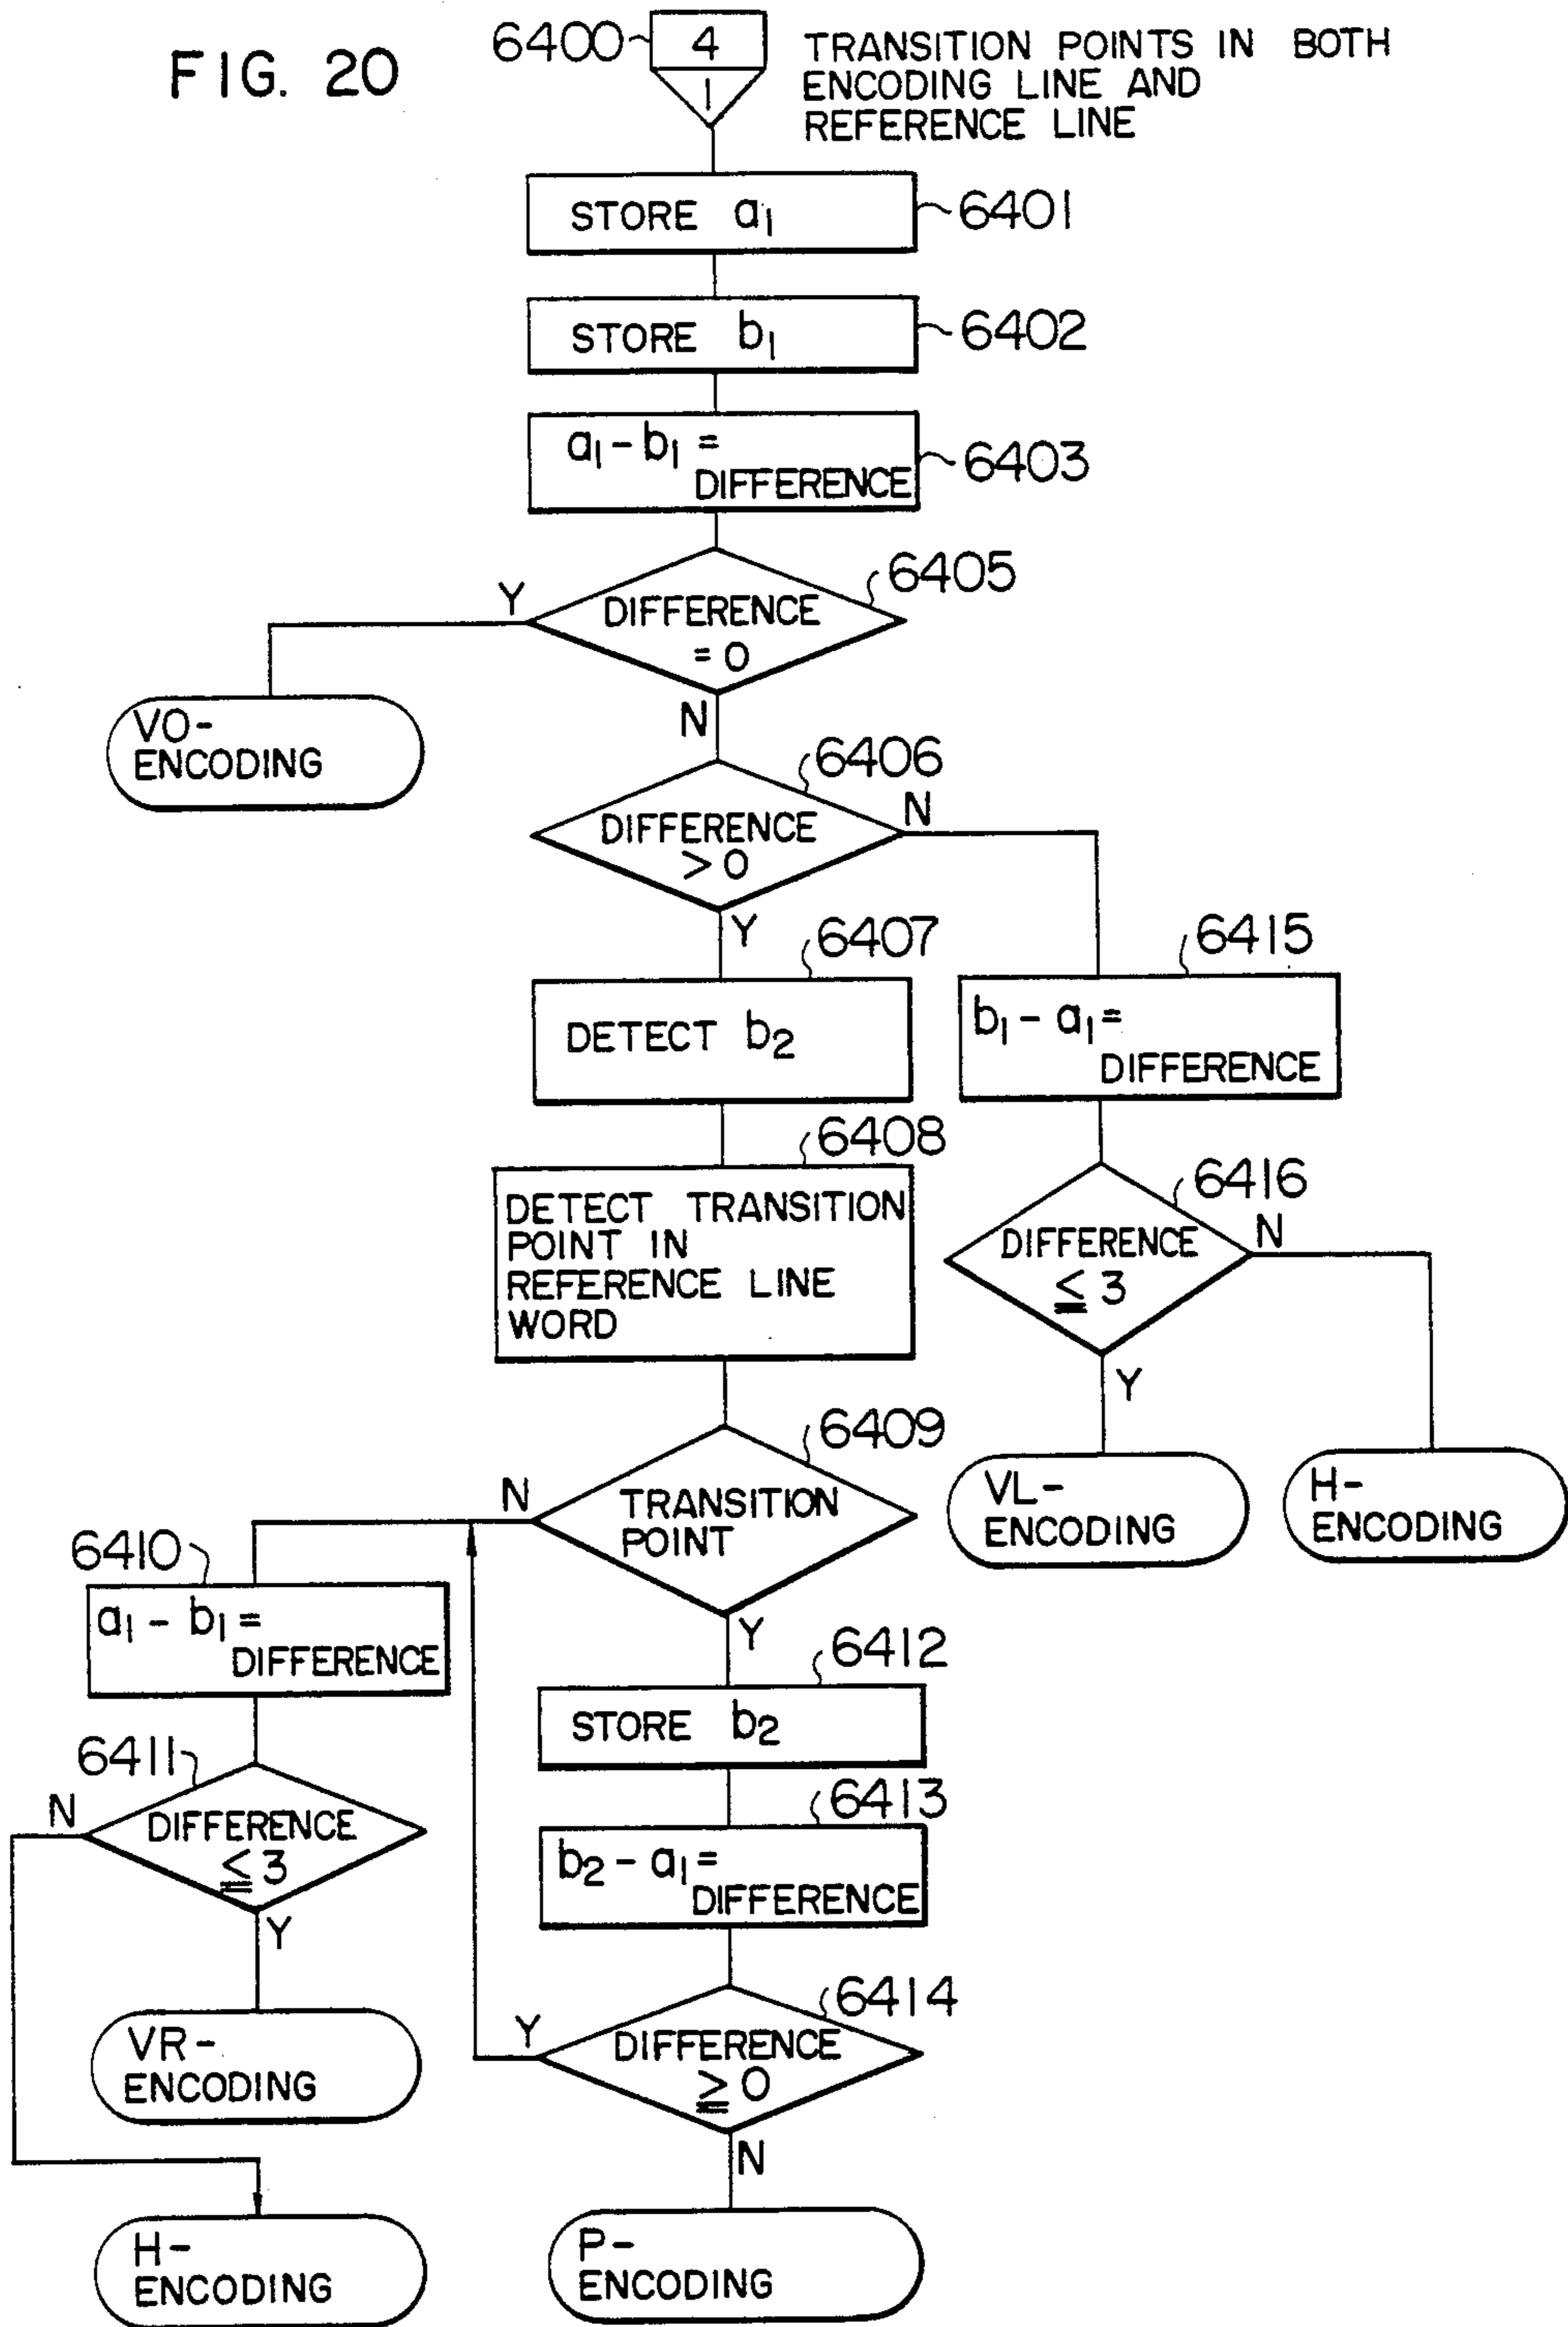 FIG. 20
6400
4
1
TRANSITION POINTS IN BOTH
ENCODING LINE AND
REFERENCE LINE
STORE a1
6401
STORE b1
6402
a1 - b1 =
DIFFERENCE
6403
6405
Y
DIFFERENCE
= 0
VO-
ENCODING
N
6406
DIFFERENCE
> 0
N
Y
6407
DETECT b2
6415
b1 - a1 =
DIFFERENCE
6408
DETECT TRANSITION
POINT IN
REFERENCE LINE
WORD
6416
DIFFERENCE
≦ 3
N
Y
6409
N
TRANSITION
POINT
VL-
ENCODING
H-
ENCODING
6410
a1 - b1 =
DIFFERENCE
Y
6412
STORE b2
6411
N
DIFFERENCE
≦ 3
Y
6413
b2 - a1 =
DIFFERENCE
6414
Y
DIFFERENCE
≧ 0
VR-
ENCODING
N
H-
ENCODING
P-
ENCODING